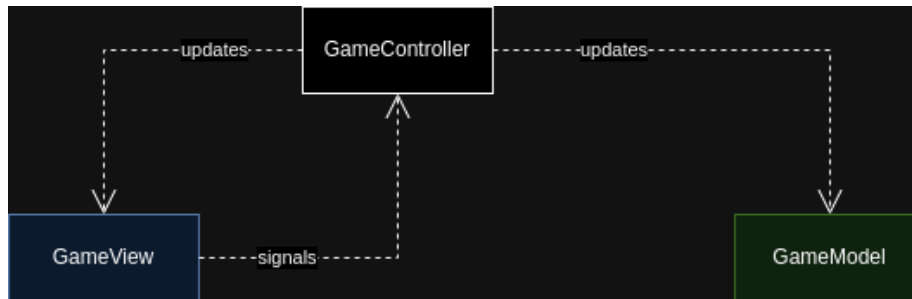 GameController
updates
updates
GameView
signals
GameModel